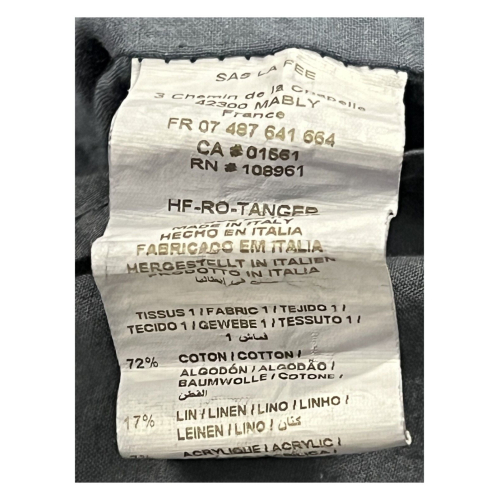 SAS LA FEE
3 Chemin de la Chapelle
42300 MABLY
France
FR 07 487 641 664
CA # 01561
RN # 108961
HF-RO-TANGER
MADE IN ITALY
HECHO EN ITALIA
FABRICADO EM ITALIA
HERGESTELLT IN ITALIEN
PRODOTTO IN ITALIA
TISSUS 1 / FABRIC 1 / TEJIDO 1 /
TECIDO 1 / GEWEBE 1 / TESSUTO 1 /
قماش 1
72% COTON / COTTON /
ALGODÓN / ALGODÃO /
BAUMWOLLE / COTONE /
القطن
17% LIN / LINEN / LINO / LINHO /
LEINEN / LINO / كتان
ACRYLIQUE / ACRYLIC /